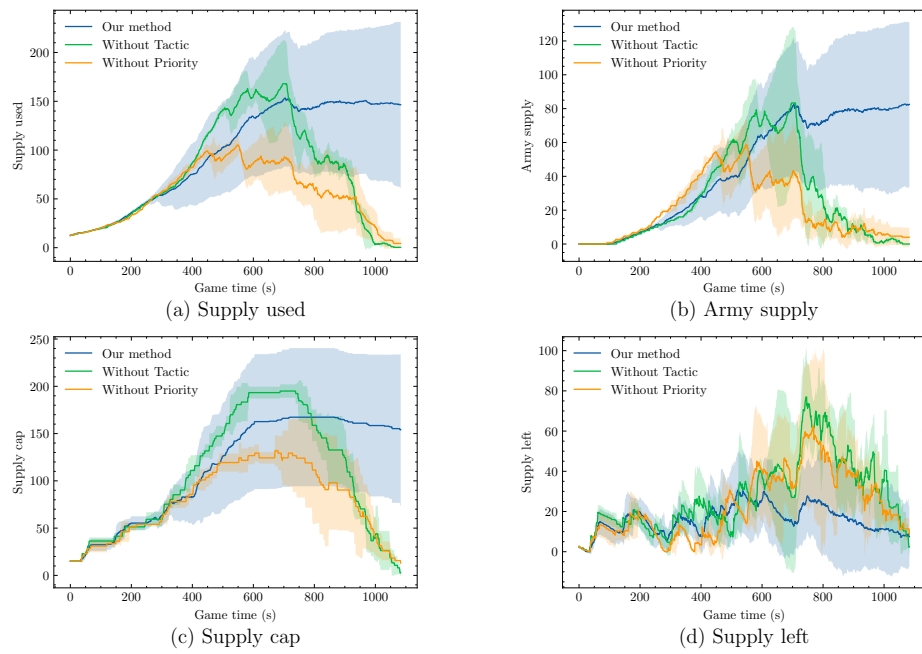 Our method
Without Tactic
Without Priority
Supply used
200
150
100
50
0
0 200 400 600 800 1000
Game time (s)
(a) Supply used
Our method
Without Tactic
Without Priority
Army supply
120
100
80
60
40
20
0
0 200 400 600 800 1000
Game time (s)
(b) Army supply
Our method
Without Tactic
Without Priority
Supply cap
250
200
150
100
50
0
0 200 400 600 800 1000
Game time (s)
(c) Supply cap
Our method
Without Tactic
Without Priority
Supply left
100
80
60
40
20
0
0 200 400 600 800 1000
Game time (s)
(d) Supply left